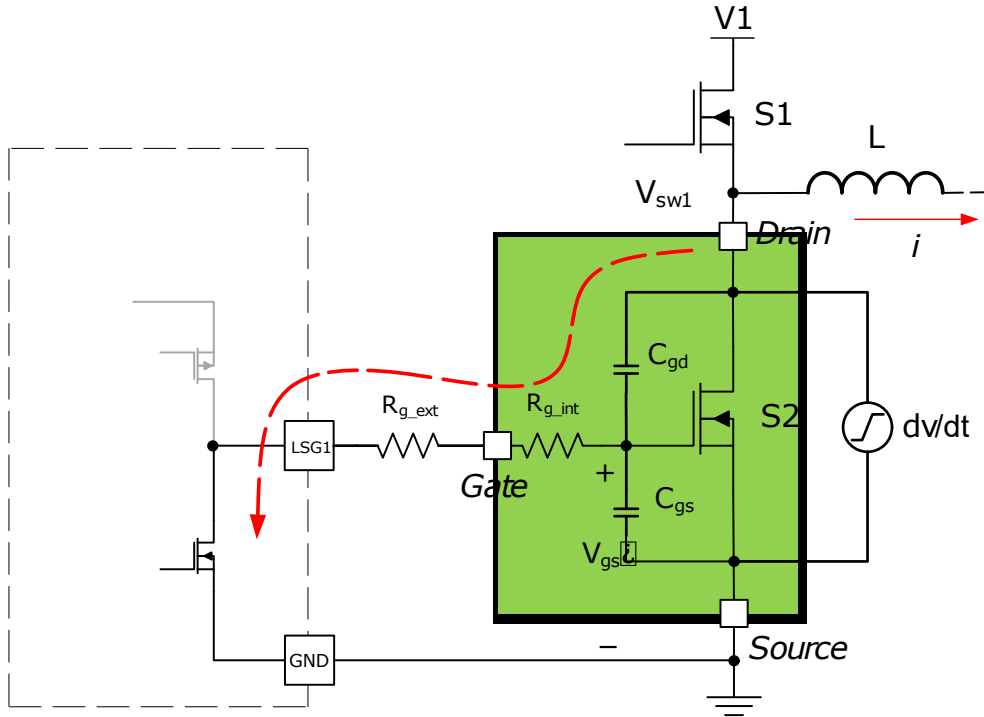 V1
S1
L
Vsw1
Drain
i
Cgd
Rg_ext
Rg_int
S2
dv/dt
LSG1
Gate
+
Cgs
Vgs
GND
–
Source